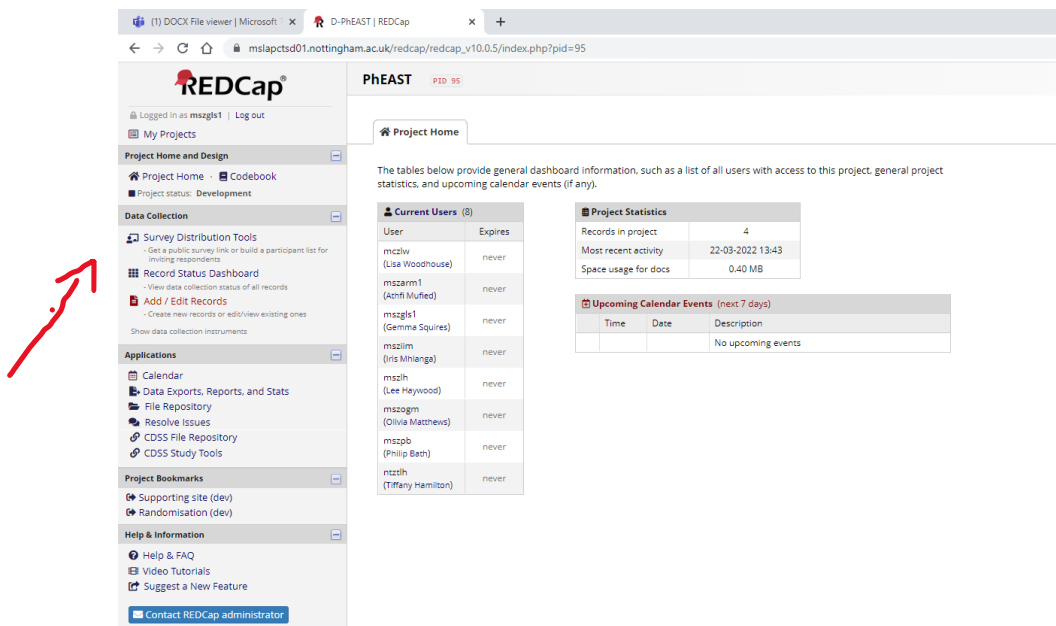 (1) DOCX File viewer | Microsoft
D-PhEAST | REDCap
mslapctsd01.nottingham.ac.uk/redcap/redcap_v10.0.5/index.php?pid=95
REDCap®
Logged in as mszgls1 | Log out
My Projects
Project Home and Design
Project Home · Codebook
Project status: Development
Data Collection
Survey Distribution Tools
- Get a public survey link or build a participant list for
inviting respondents
Record Status Dashboard
- View data collection status of all records
Add / Edit Records
- Create new records or edit/view existing ones
Show data collection instruments
Applications
Calendar
Data Exports, Reports, and Stats
File Repository
Resolve Issues
CDSS File Repository
CDSS Study Tools
Project Bookmarks
Supporting site (dev)
Randomisation (dev)
Help & Information
Help & FAQ
Video Tutorials
Suggest a New Feature
Contact REDCap administrator
PhEAST PID 95
Project Home
The tables below provide general dashboard information, such as a list of all users with access to this project, general project
statistics, and upcoming calendar events (if any).
Current Users (8)
User Expires
mczlw
(Lisa Woodhouse) never
mszarm1
(Athfi Mufied) never
mszgls1
(Gemma Squires) never
msziim
(Iris Mhlanga) never
mszlh
(Lee Haywood) never
mszogm
(Olivia Matthews) never
mszpb
(Philip Bath) never
ntztlh
(Tiffany Hamilton) never
Project Statistics
Records in project 4
Most recent activity 22-03-2022 13:43
Space usage for docs 0.40 MB
Upcoming Calendar Events (next 7 days)
Time Date Description
No upcoming events